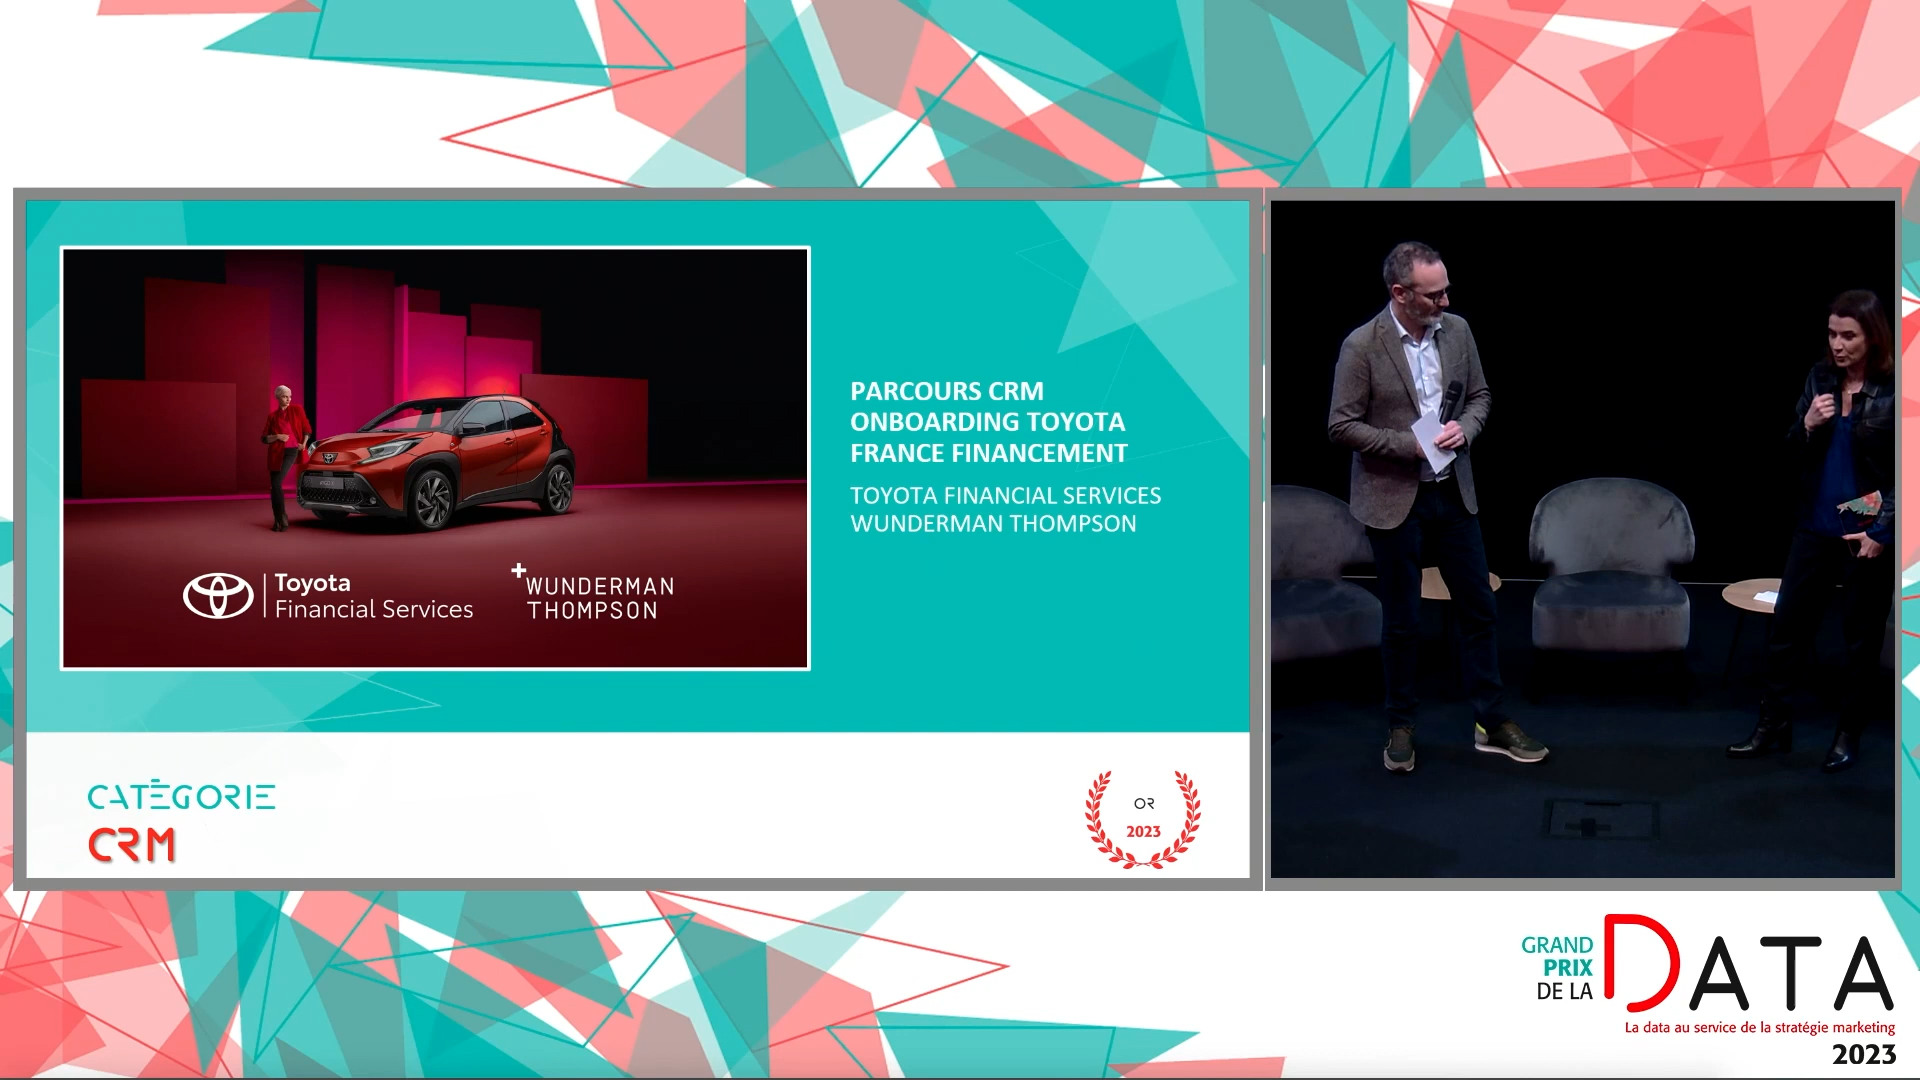 Toyota
Financial Services
WUNDERMAN
THOMPSON
PARCOURS CRM
ONBOARDING TOYOTA
FRANCE FINANCEMENT
TOYOTA FINANCIAL SERVICES
WUNDERMAN THOMPSON
CATÉGORIE
CRM
OR
2023
GRAND
PRIX
DE LA
DATA
La data au service de la stratégie marketing
2023